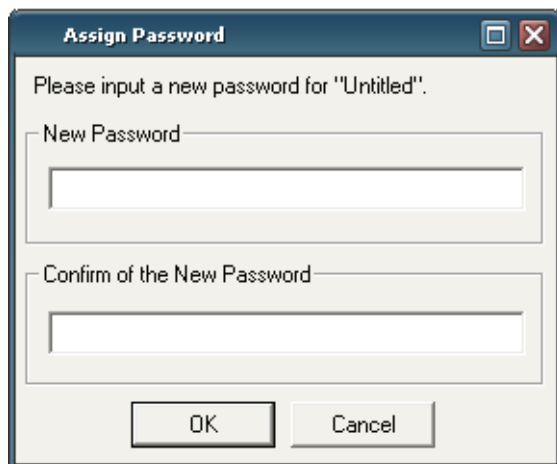 Assign Password
Please input a new password for "Untitled".
New Password
Confirm of the New Password
OK
Cancel